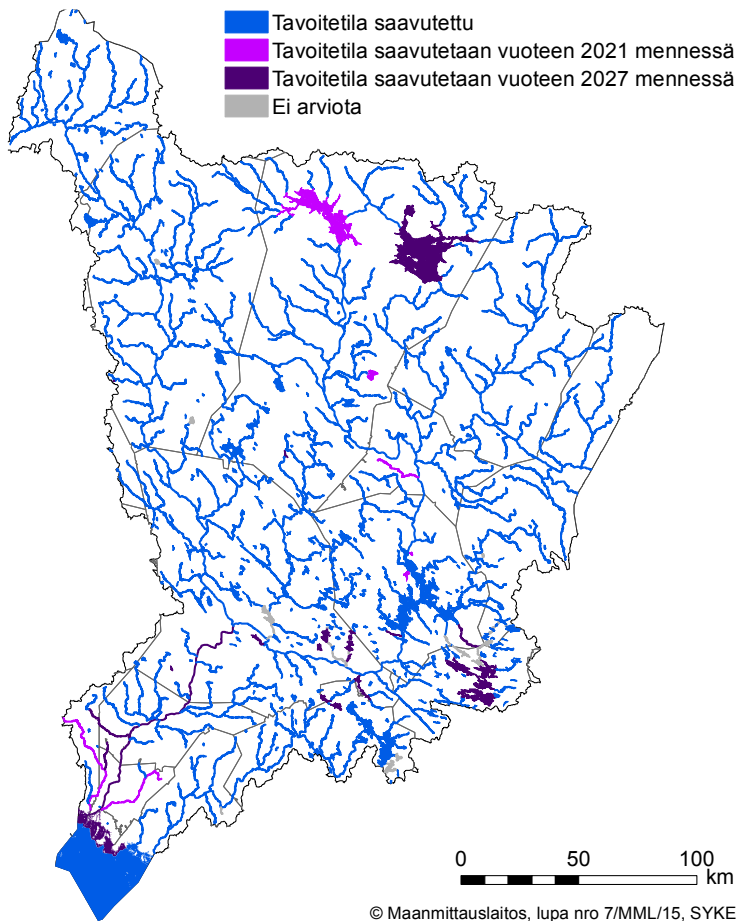 Tavoitetila saavutettu
Tavoitetila saavutetaan vuoteen 2021 mennessä
Tavoitetila saavutetaan vuoteen 2027 mennessä
Ei arviota
0 50 100
km
© Maanmittauslaitos, lupa nro 7/MML/15, SYKE